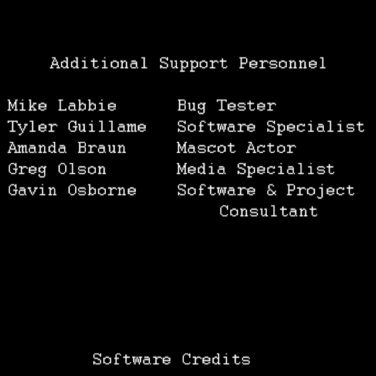 Additional Support Personnel
Mike Labbie Bug Tester
Tyler Guillame Software Specialist
Amanda Braun Mascot Actor
Greg Olson Media Specialist
Gavin Osborne Software & Project
Consultant
Software Credits